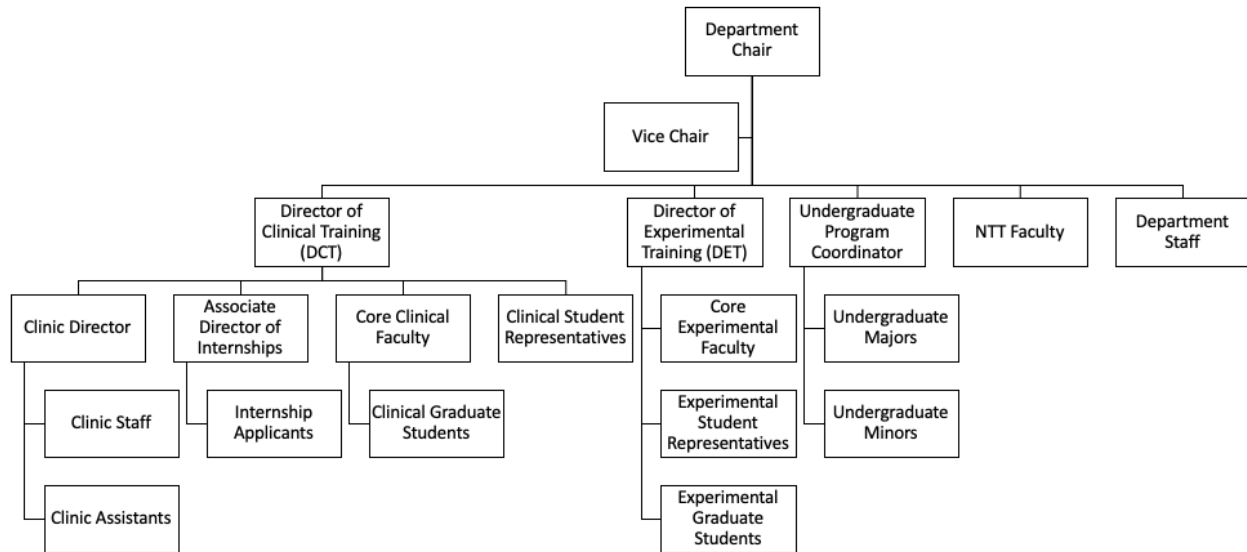 Department
Chair
Vice Chair
Director of
Clinical Training
(DCT)
Director of
Experimental
Training (DET)
Undergraduate
Program
Coordinator
NTT Faculty
Department
Staff
Clinic Director
Associate
Director of
Internships
Core Clinical
Faculty
Clinical Student
Representatives
Core
Experimental
Faculty
Undergraduate
Majors
Clinic Staff
Internship
Applicants
Clinical Graduate
Students
Experimental
Student
Representatives
Undergraduate
Minors
Clinic Assistants
Experimental
Graduate
Students